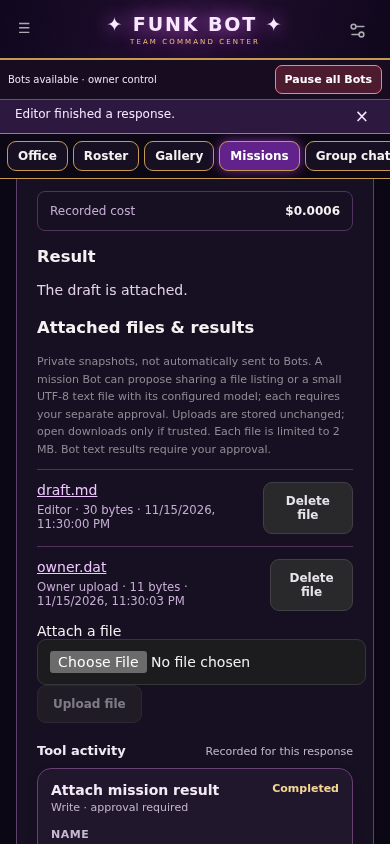 ☰
✦ FUNK BOT ✦
TEAM COMMAND CENTER
Bots available · owner control
Pause all Bots
Editor finished a response.
×
Office
Roster
Gallery
Missions
Group chat
Recorded cost
$0.0006
Result
The draft is attached.
Attached files & results
Private snapshots, not automatically sent to Bots. A
mission Bot can propose sharing a file listing or a small
UTF-8 text file with its configured model; each requires
your separate approval. Uploads are stored unchanged;
open downloads only if trusted. Each file is limited to 2
MB. Bot text results require your approval.
draft.md
Editor · 30 bytes · 11/15/2026,
11:30:00 PM
Delete
file
owner.dat
Owner upload · 11 bytes ·
11/15/2026, 11:30:03 PM
Delete
file
Attach a file
Choose File No file chosen
Upload file
Tool activity
Recorded for this response
Attach mission result
Completed
Write · approval required
NAME